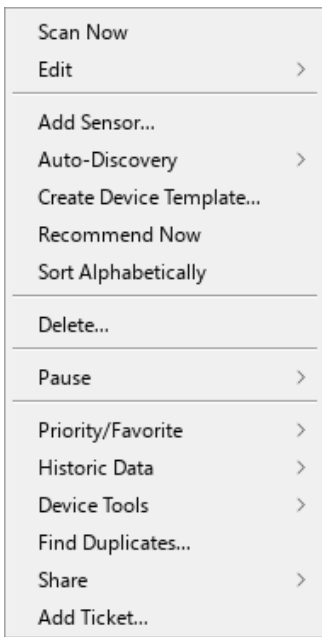 Scan Now
Edit
Add Sensor...
Auto-Discovery
Create Device Template...
Recommend Now
Sort Alphabetically
Delete...
Pause
Priority/Favorite
Historic Data
Device Tools
Find Duplicates...
Share
Add Ticket...